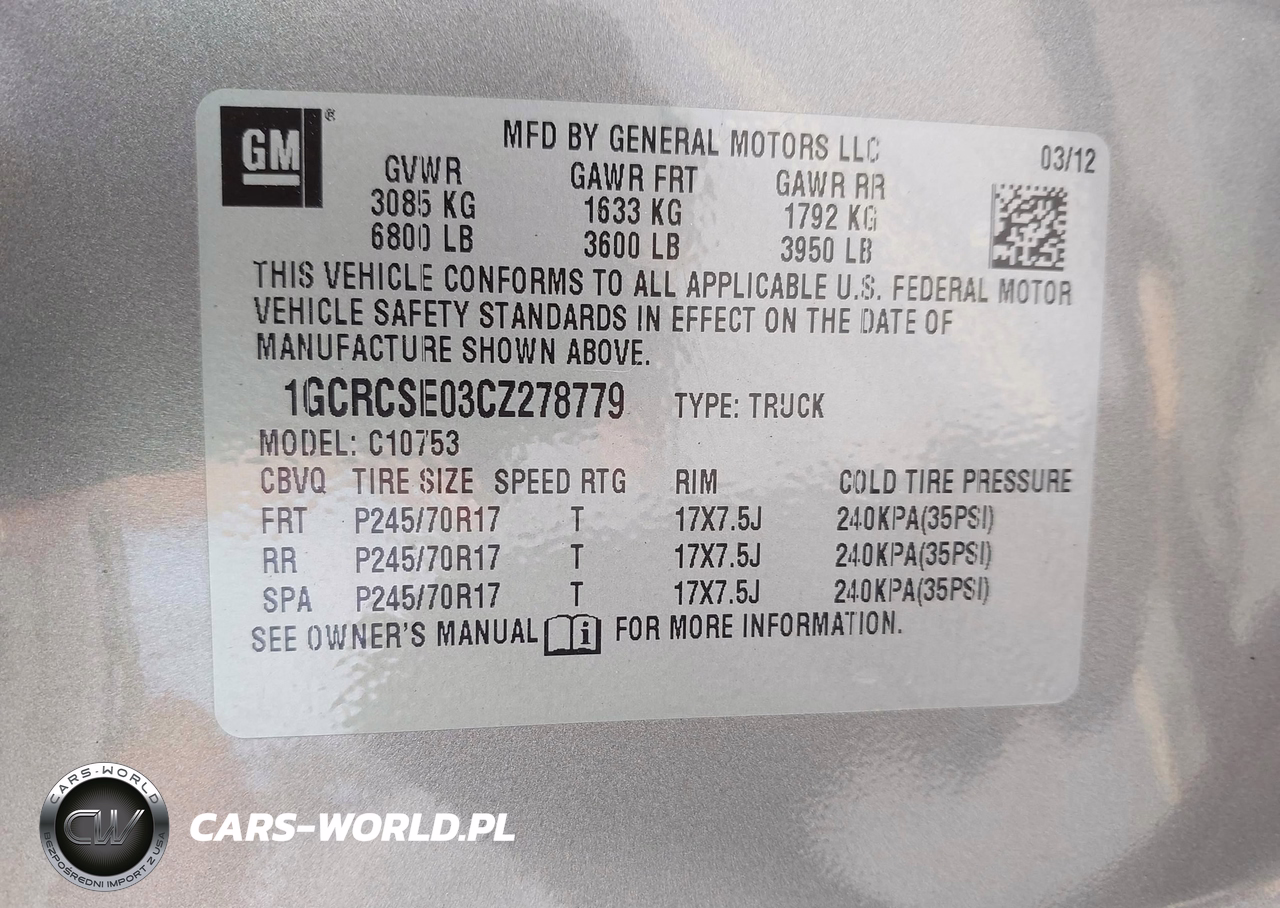 GM ®
MFD BY GENERAL MOTORS LLC
03/12
GVWR GAWR FRT GAWR RR
3085 KG 1633 KG 1792 KG
6800 LB 3600 LB 3950 LB
THIS VEHICLE CONFORMS TO ALL APPLICABLE U.S. FEDERAL MOTOR
VEHICLE SAFETY STANDARDS IN EFFECT ON THE DATE OF
MANUFACTURE SHOWN ABOVE.
1GCRCSE03CZ278779 TYPE: TRUCK
MODEL: C10753
CBVQ TIRE SIZE SPEED RTG RIM COLD TIRE PRESSURE
FRT P245/70R17 T 17X7.5J 240KPA(35PSI)
RR P245/70R17 T 17X7.5J 240KPA(35PSI)
SPA P245/70R17 T 17X7.5J 240KPA(35PSI)
SEE OWNER'S MANUAL i FOR MORE INFORMATION.
CARS-WORLD
CW
BEZPOŚREDNI IMPORT Z USA
CARS-WORLD.PL